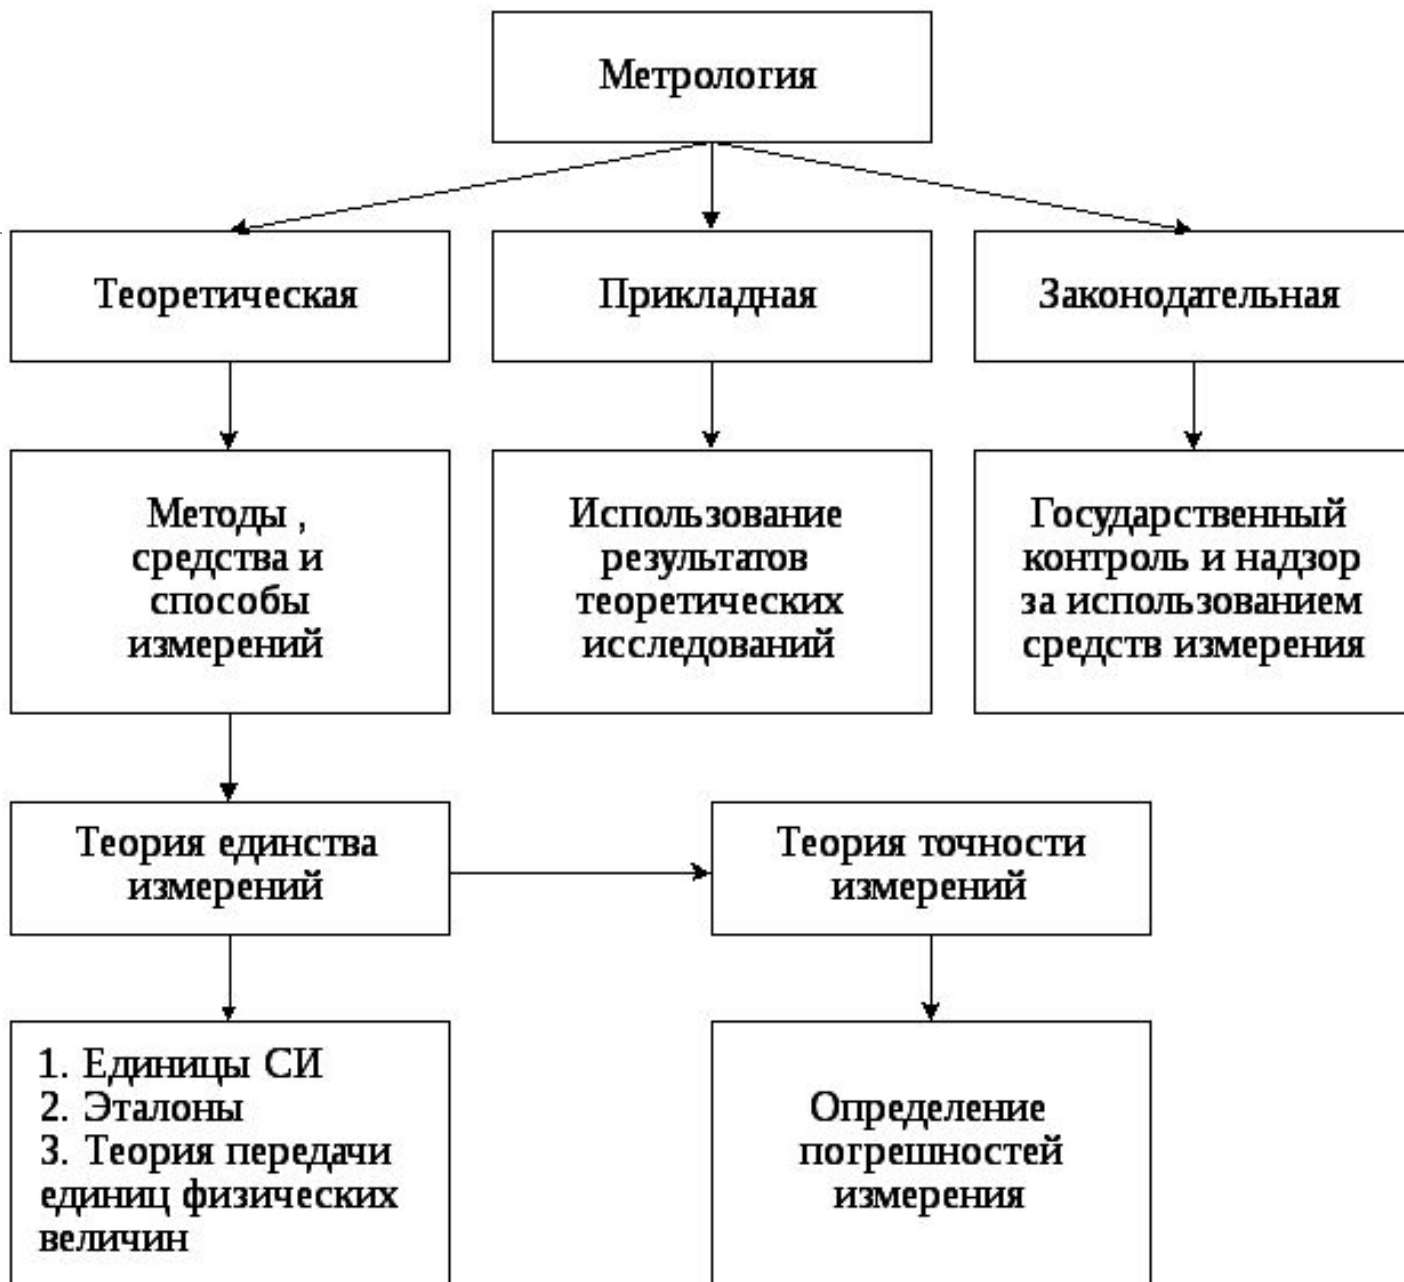 Метрология
Теоретическая
Прикладная
Законодательная
Методы ,
средства и
способы
измерений
Использование
результатов
теоретических
исследований
Государственный
контроль и надзор
за использованием
средств измерения
Теория единства
измерений
Теория точности
измерений
1. Единицы СИ
2. Эталоны
3. Теория передачи
единиц физических
величин
Определение
погрешностей
измерения